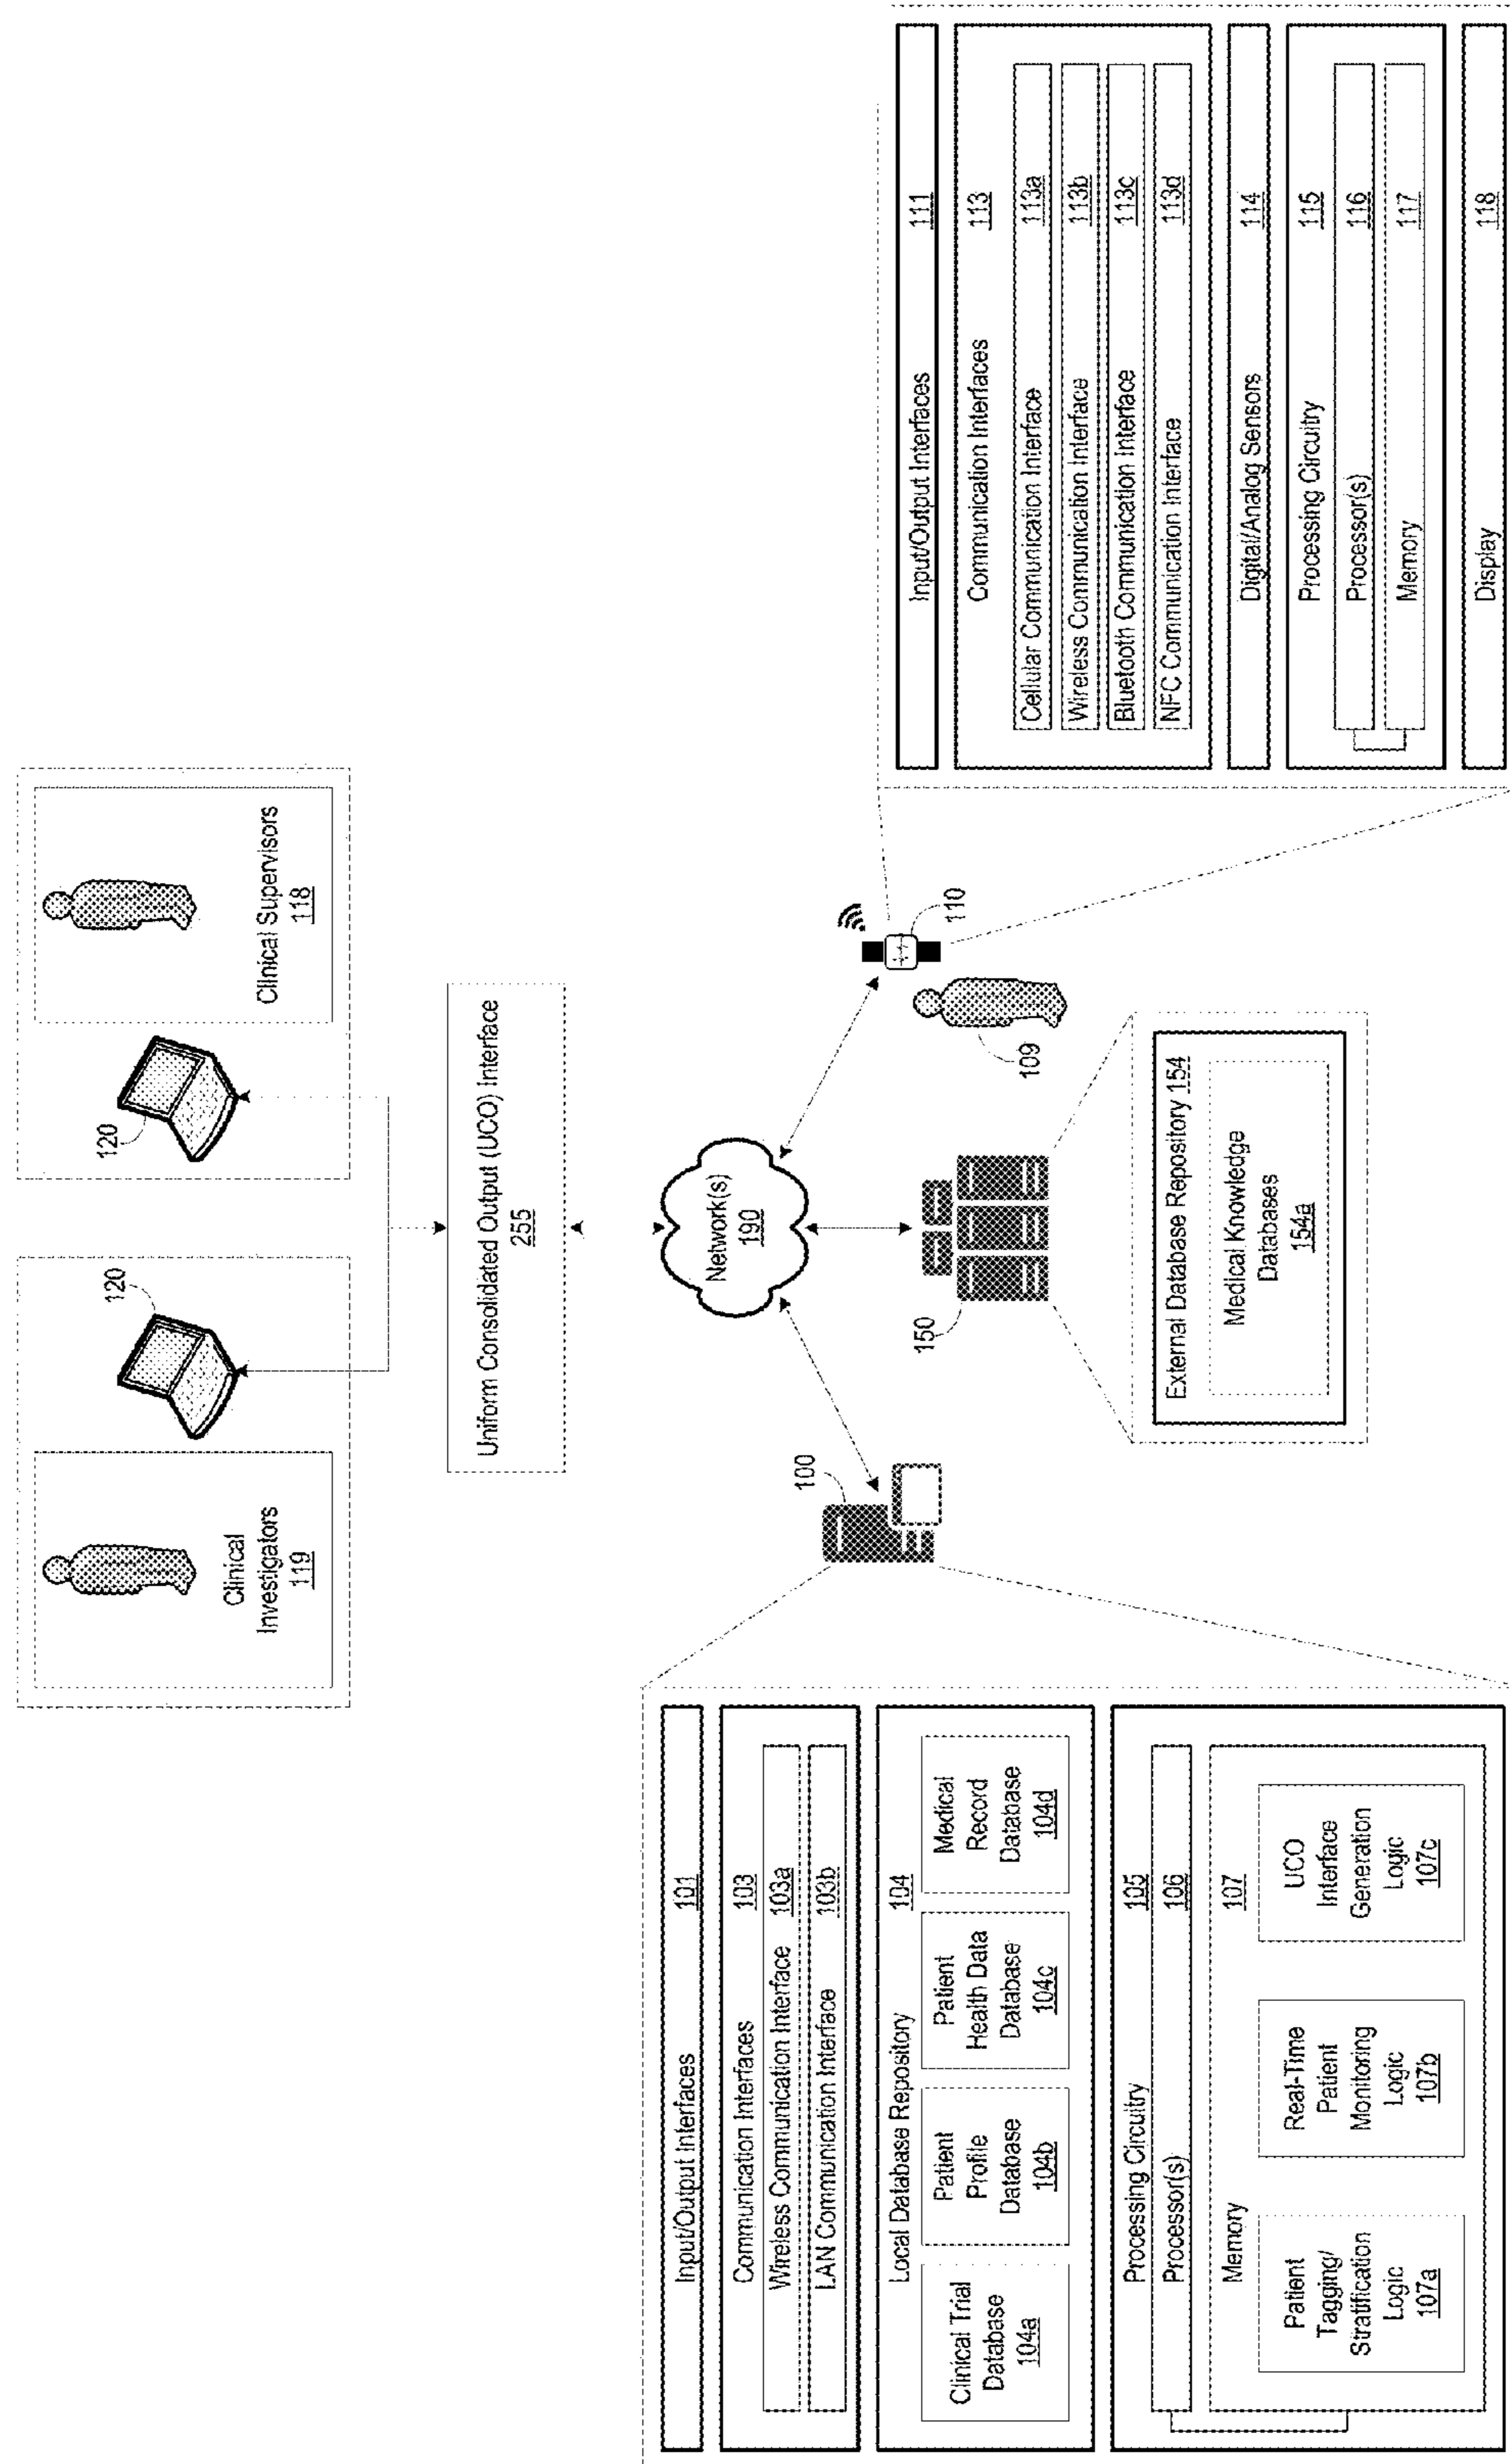 Clinical
Investigators
119
120
120
Clinical Supervisors
118
Uniform Consolidated Output (UCO) Interface
255
Network(s)
190
100
150
109
110
External Database Repository 154
Medical Knowledge
Databases
154a
Input/Output Interfaces 101
Communication Interfaces 103
Wireless Communication Interface 103a
LAN Communication Interface 103b
Local Database Repository 104
Clinical Trial
Database
104a
Patient
Profile
Database
104b
Patient
Health Data
Database
104c
Medical
Record
Database
104d
Processing Circuitry 105
Processor(s) 106
Memory 107
Patient
Tagging/
Stratification
Logic
107a
Real-Time
Patient
Monitoring
Logic
107b
UCO
Interface
Generation
Logic
107c
Input/Output Interfaces 111
Communication Interfaces 113
Cellular Communication Interface 113a
Wireless Communication Interface 113b
Bluetooth Communication Interface 113c
NFC Communication Interface 113d
Digital/Analog Sensors 114
Processing Circuitry 115
Processor(s) 116
Memory 117
Display 118